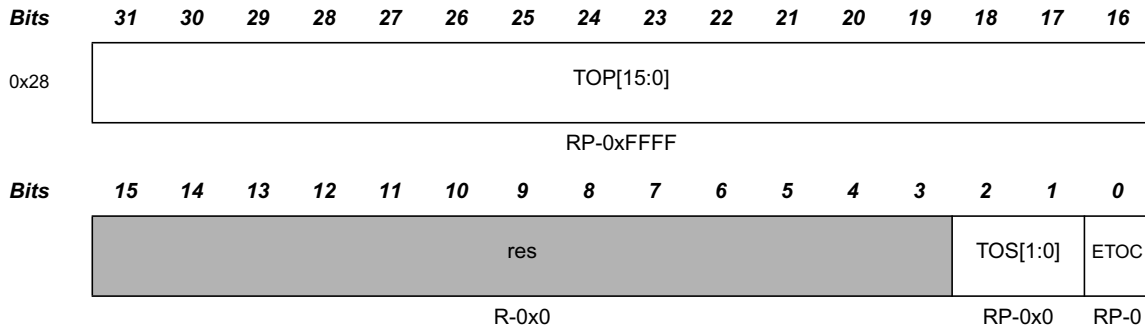 Bits 31 30 29 28 27 26 25 24 23 22 21 20 19 18 17 16
0x28 TOP[15:0]
RP-0xFFFF
Bits 15 14 13 12 11 10 9 8 7 6 5 4 3 2 1 0
res TOS[1:0] ETOC
R-0x0 RP-0x0 RP-0